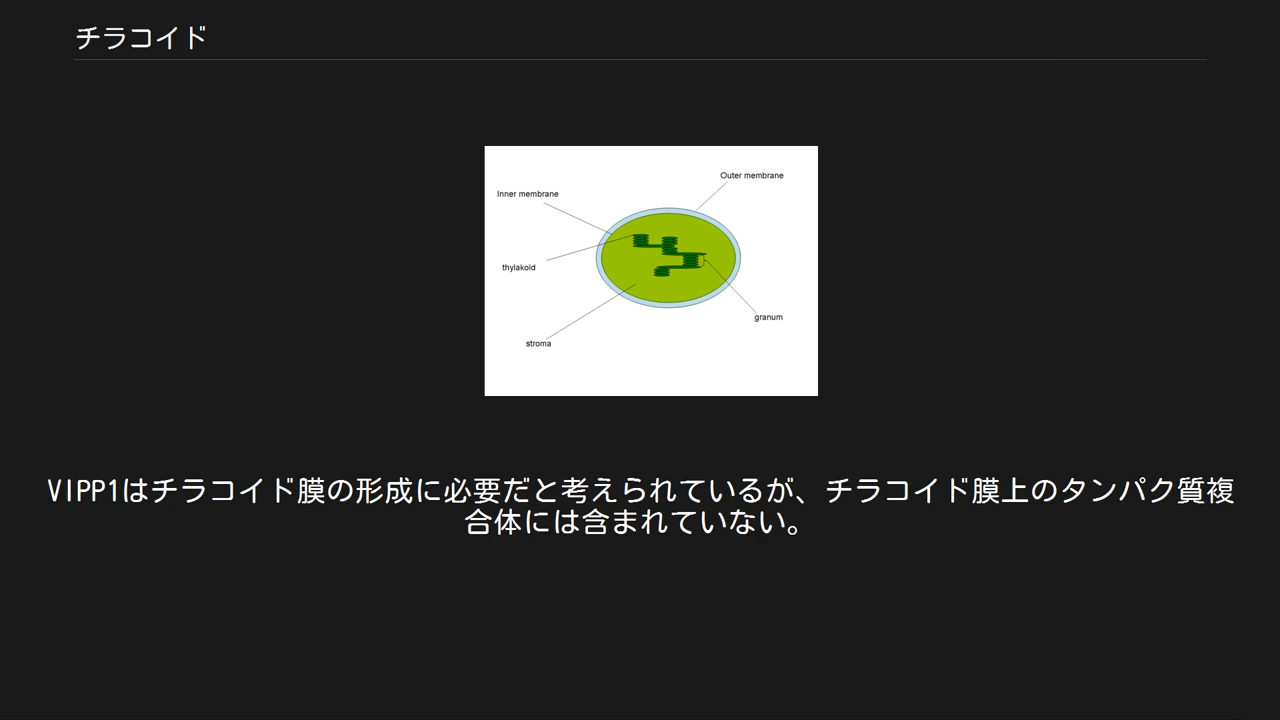 チラコイド
Outer membrane
Inner membrane
thylakoid
granum
stroma
VIPP1はチラコイド膜の形成に必要だと考えられているが、チラコイド膜上のタンパク質複
合体には含まれていない。